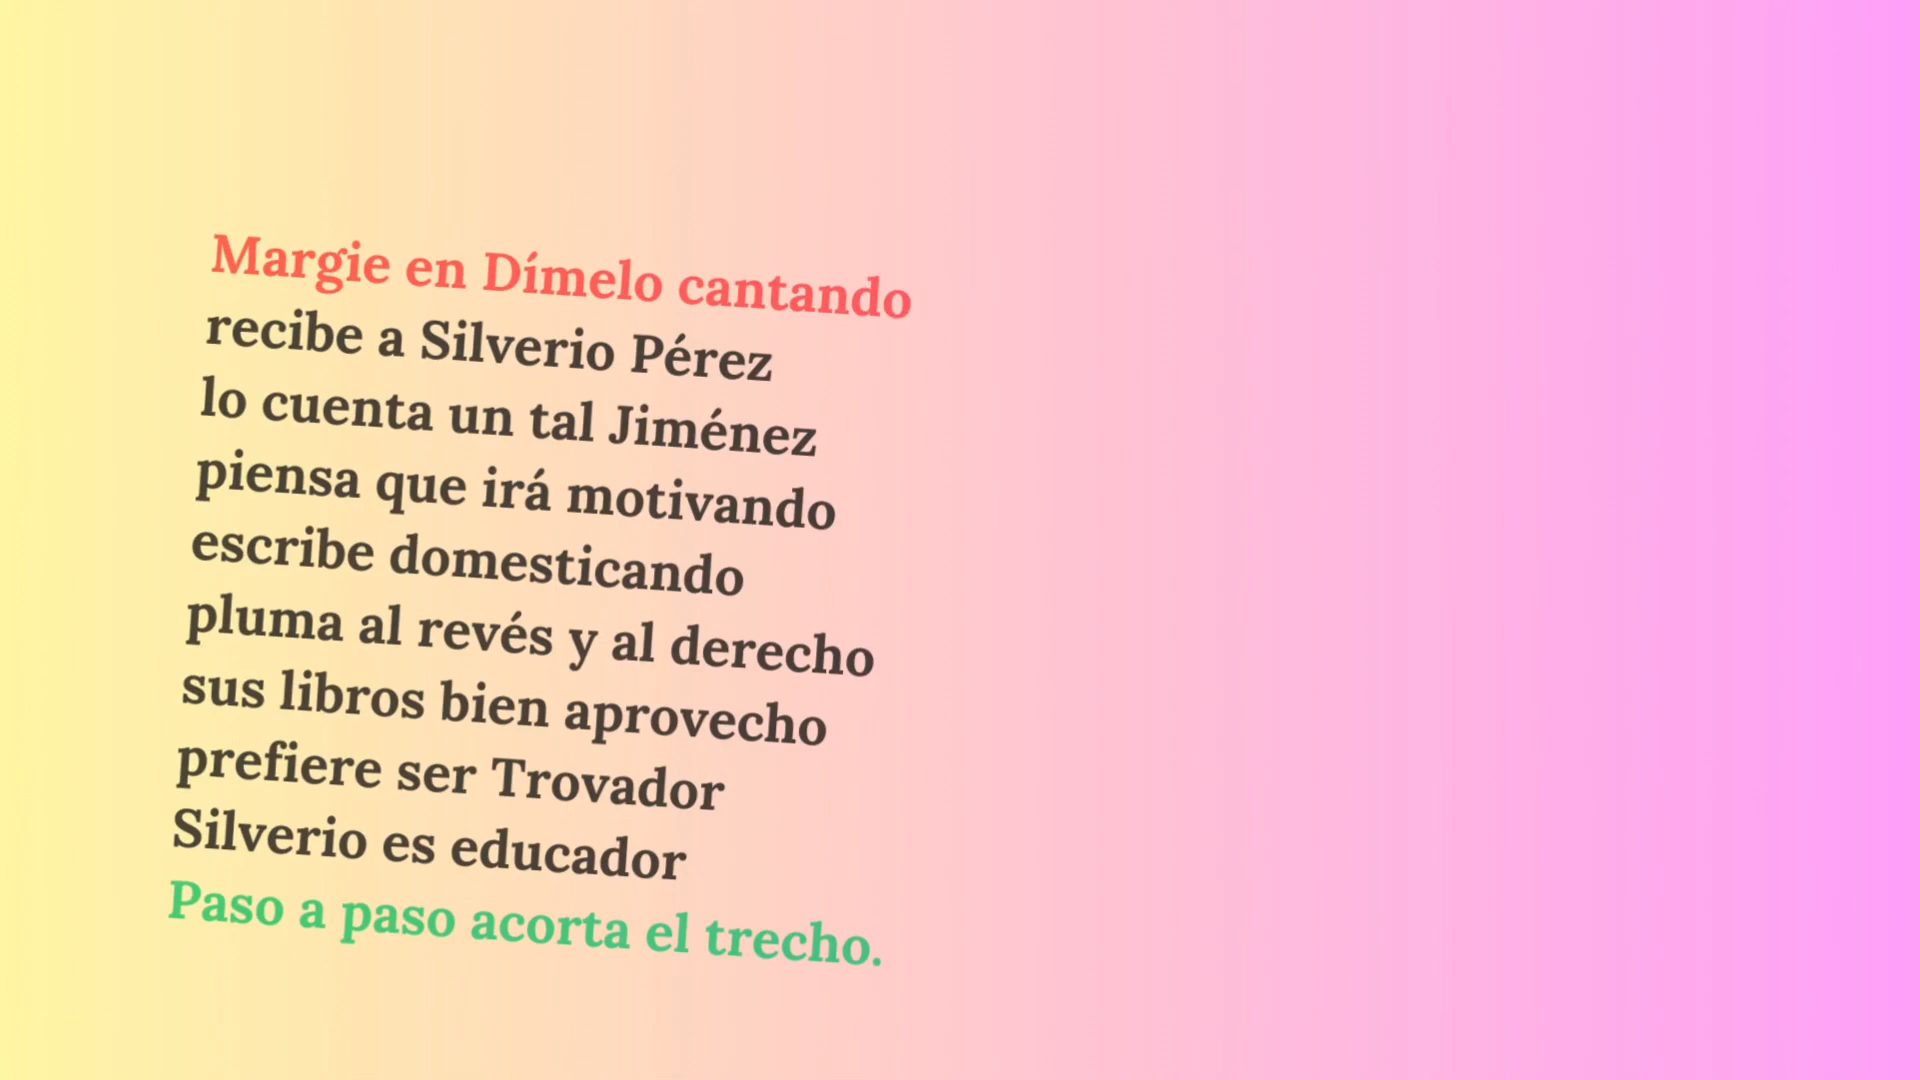 Margie en Dímelo cantando
recibe a Silverio Pérez
lo cuenta un tal Jiménez
piensa que irá motivando
escribe domesticando
pluma al revés y al derecho
sus libros bien aprovecho
prefiere ser Trovador
Silverio es educador
Paso a paso acorta el trecho.